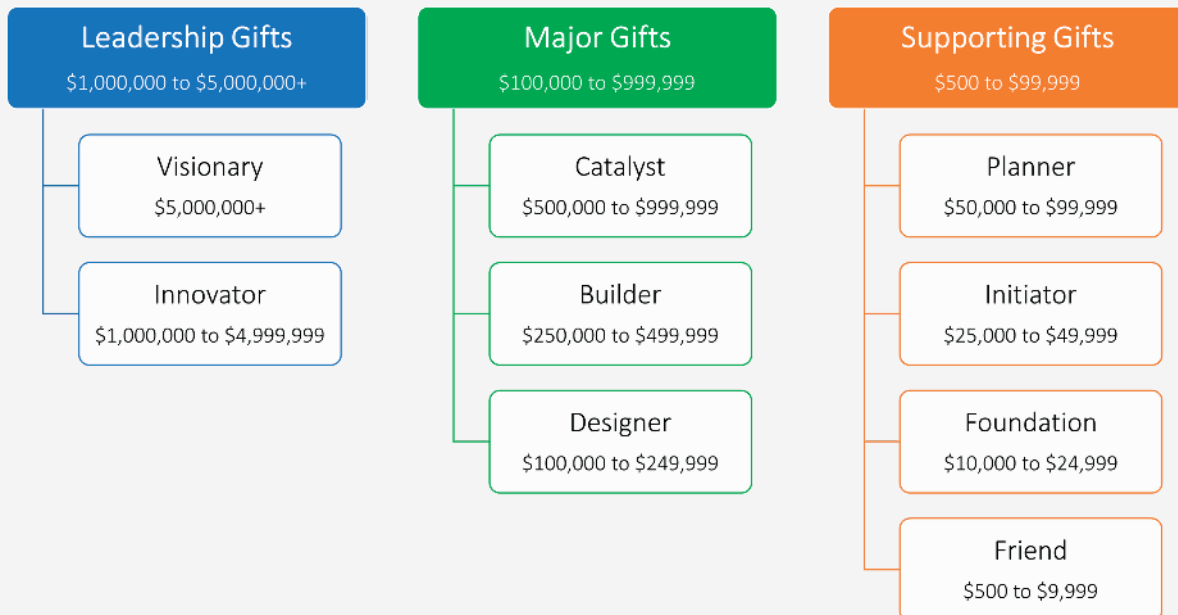 Leadership Gifts
$1,000,000 to $5,000,000+
Visionary
$5,000,000+
Innovator
$1,000,000 to $4,999,999
Major Gifts
$100,000 to $999,999
Catalyst
$500,000 to $999,999
Builder
$250,000 to $499,999
Designer
$100,000 to $249,999
Supporting Gifts
$500 to $99,999
Planner
$50,000 to $99,999
Initiator
$25,000 to $49,999
Foundation
$10,000 to $24,999
Friend
$500 to $9,999